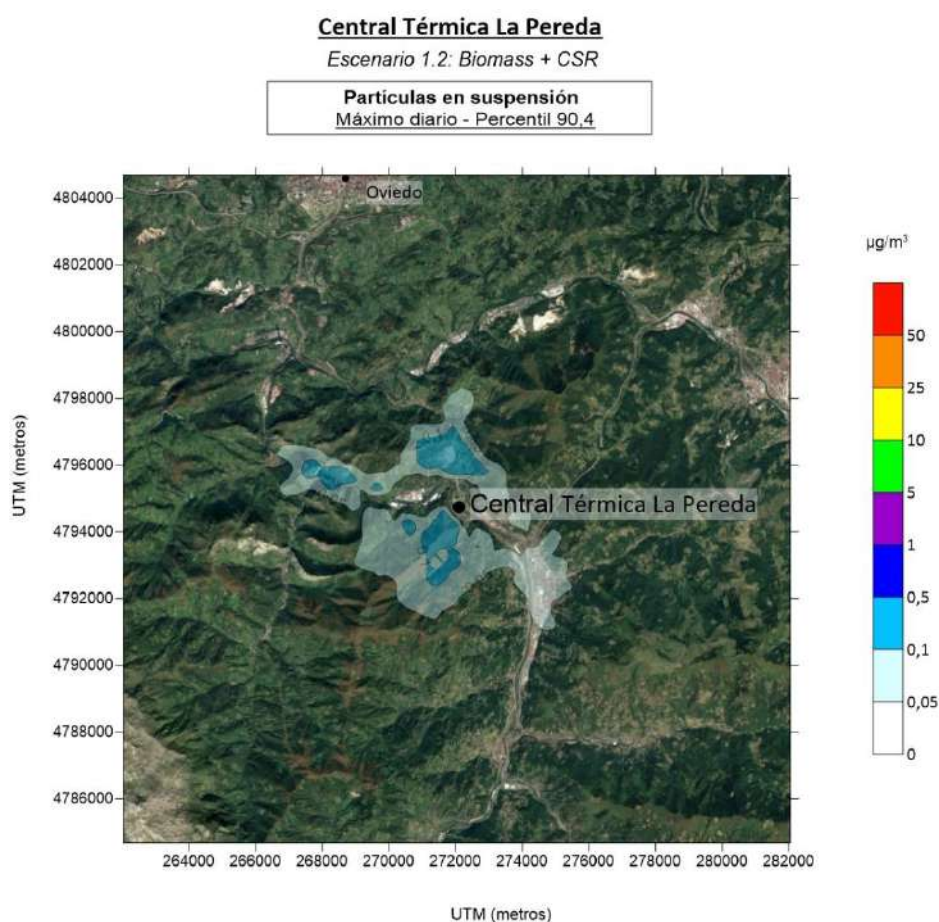 Central Térmica La Pereda
Escenario 1.2: Biomass + CSR
Partículas en suspensión
Máximo diario - Percentil 90,4
4804000
4802000
4800000
4798000
4796000
4794000
4792000
4790000
4788000
4786000
UTM (metros)
Oviedo
Central Térmica La Pereda
264000 266000 268000 270000 272000 274000 276000 278000 280000 282000
UTM (metros)
µg/m³
50
25
10
5
1
0,5
0,1
0,05
0